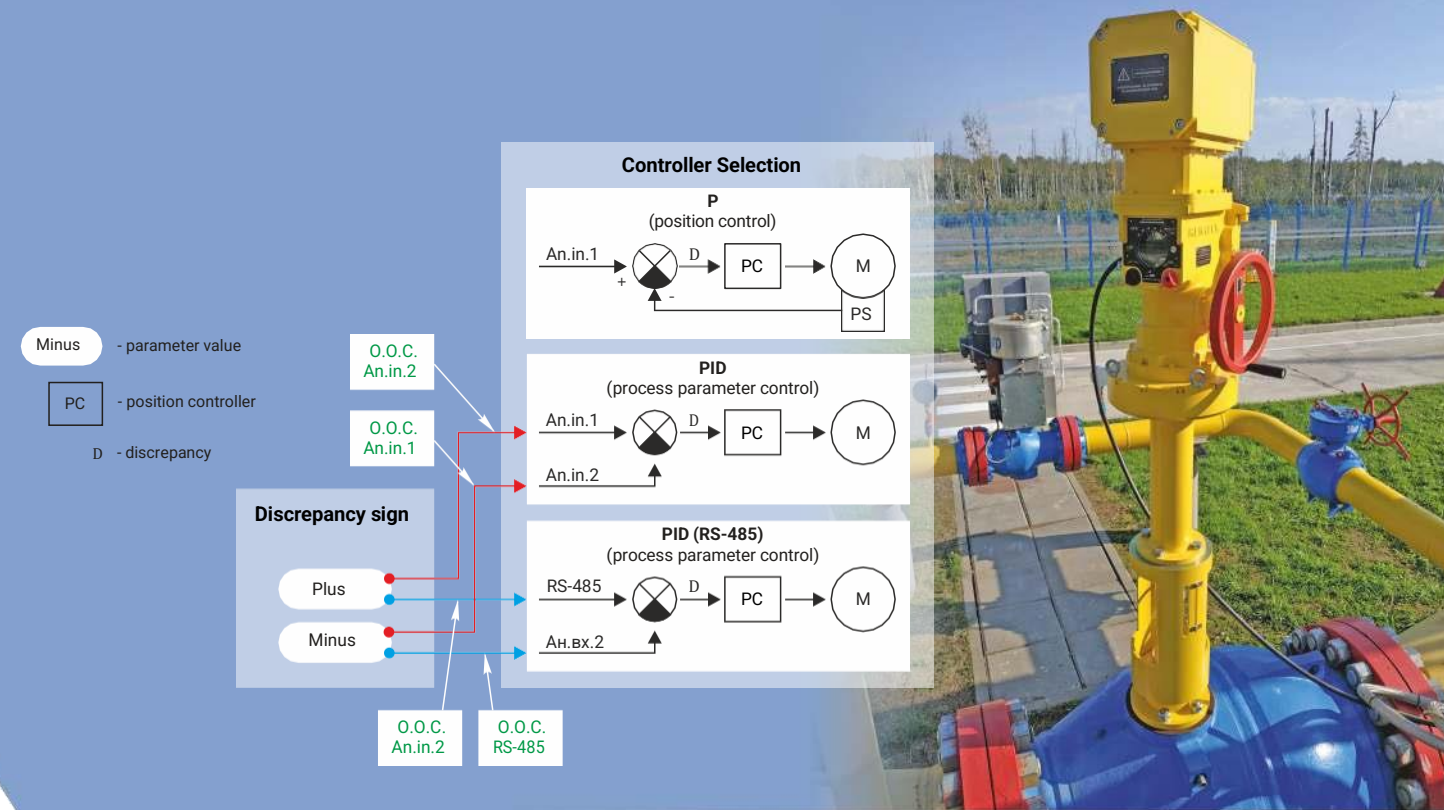 Controller Selection
P
(position control)
An.in.1
D
PC
M
+
-
PS
Minus
- parameter value
PC
- position controller
D
- discrepancy
O.O.C.
An.in.2
O.O.C.
An.in.1
PID
(process parameter control)
An.in.1
D
PC
M
An.in.2
Discrepancy sign
Plus
Minus
PID (RS-485)
(process parameter control)
RS-485
D
PC
M
Ан.вх.2
O.O.C.
An.in.2
O.O.C.
RS-485